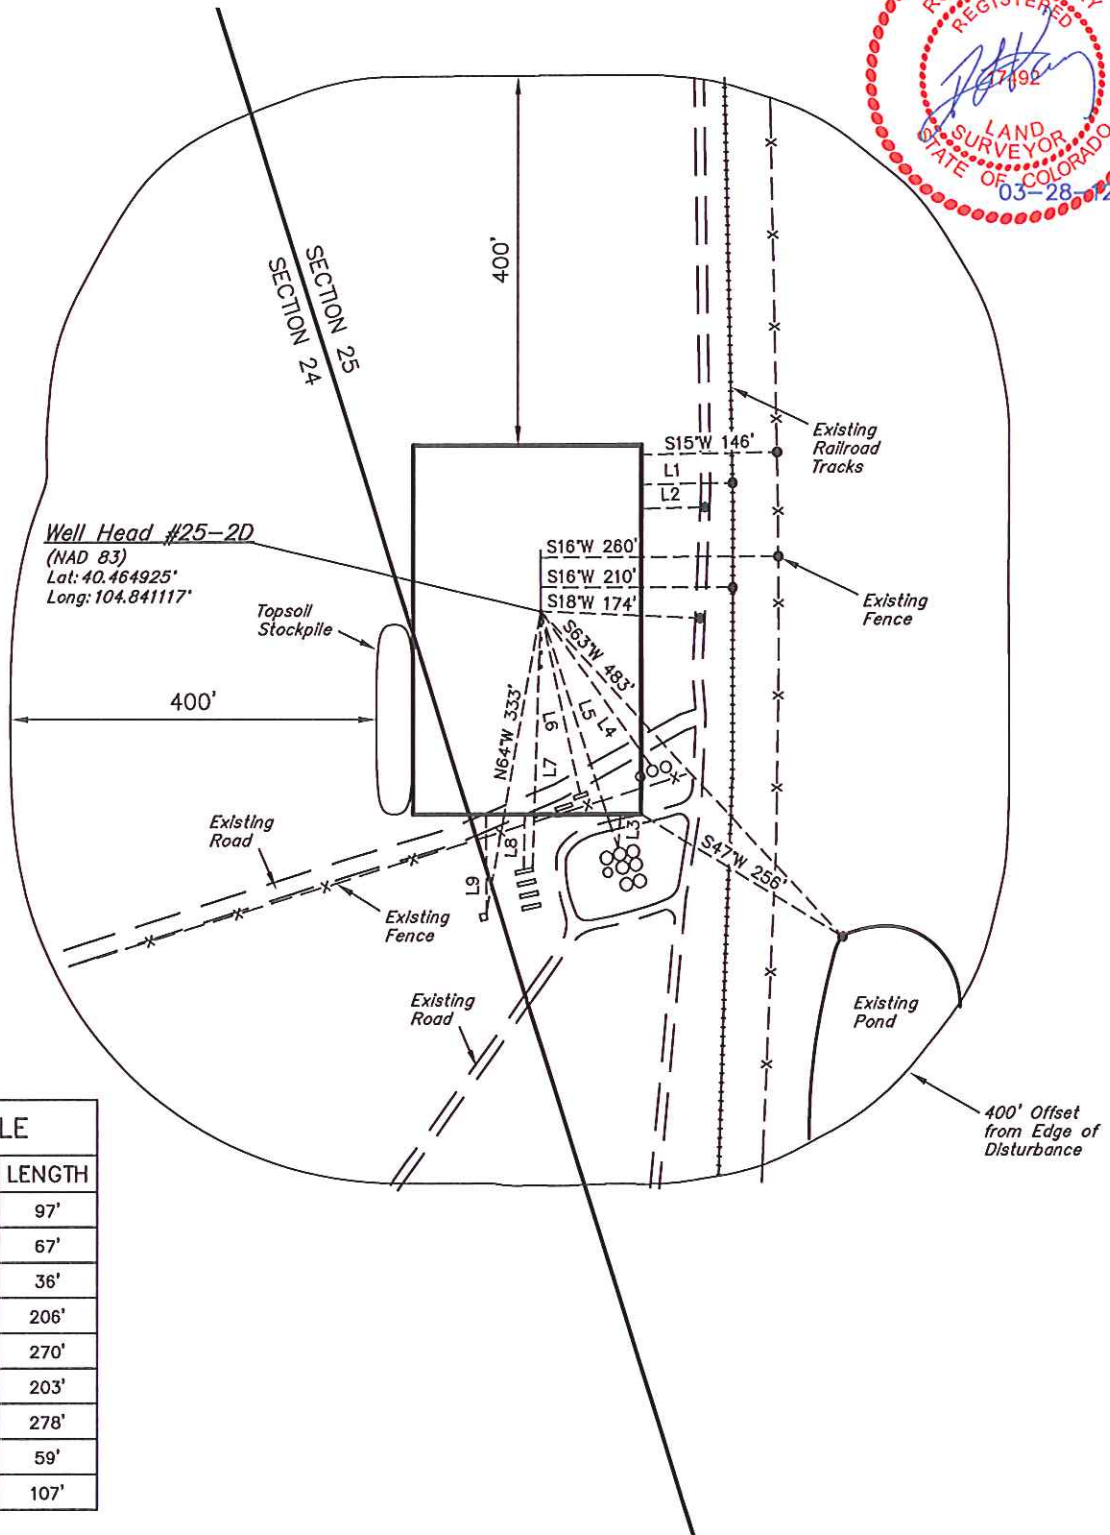 REGISTERED
17492
LAND
SURVEYOR
STATE OF COLORADO
03-28-12
SECTION 25
SECTION 24
400'
Existing
Railroad
Tracks
S15°W 146'
L1
L2
Well Head #25-2D
(NAD 83)
Lat: 40.464925°
Long: 104.841117°
S16°W 260'
S16°W 210'
S18°W 174'
Existing
Fence
Topsoil
Stockpile
S63°W 483'
400'
N64°W 333'
L6
L5
L4
L7
L8
L3
L9
S47°W 256'
Existing
Road
Existing
Fence
Existing
Road
Existing
Pond
400' Offset
from Edge of
Disturbance
LE
LENGTH
97'
67'
36'
206'
270'
203'
278'
59'
107'